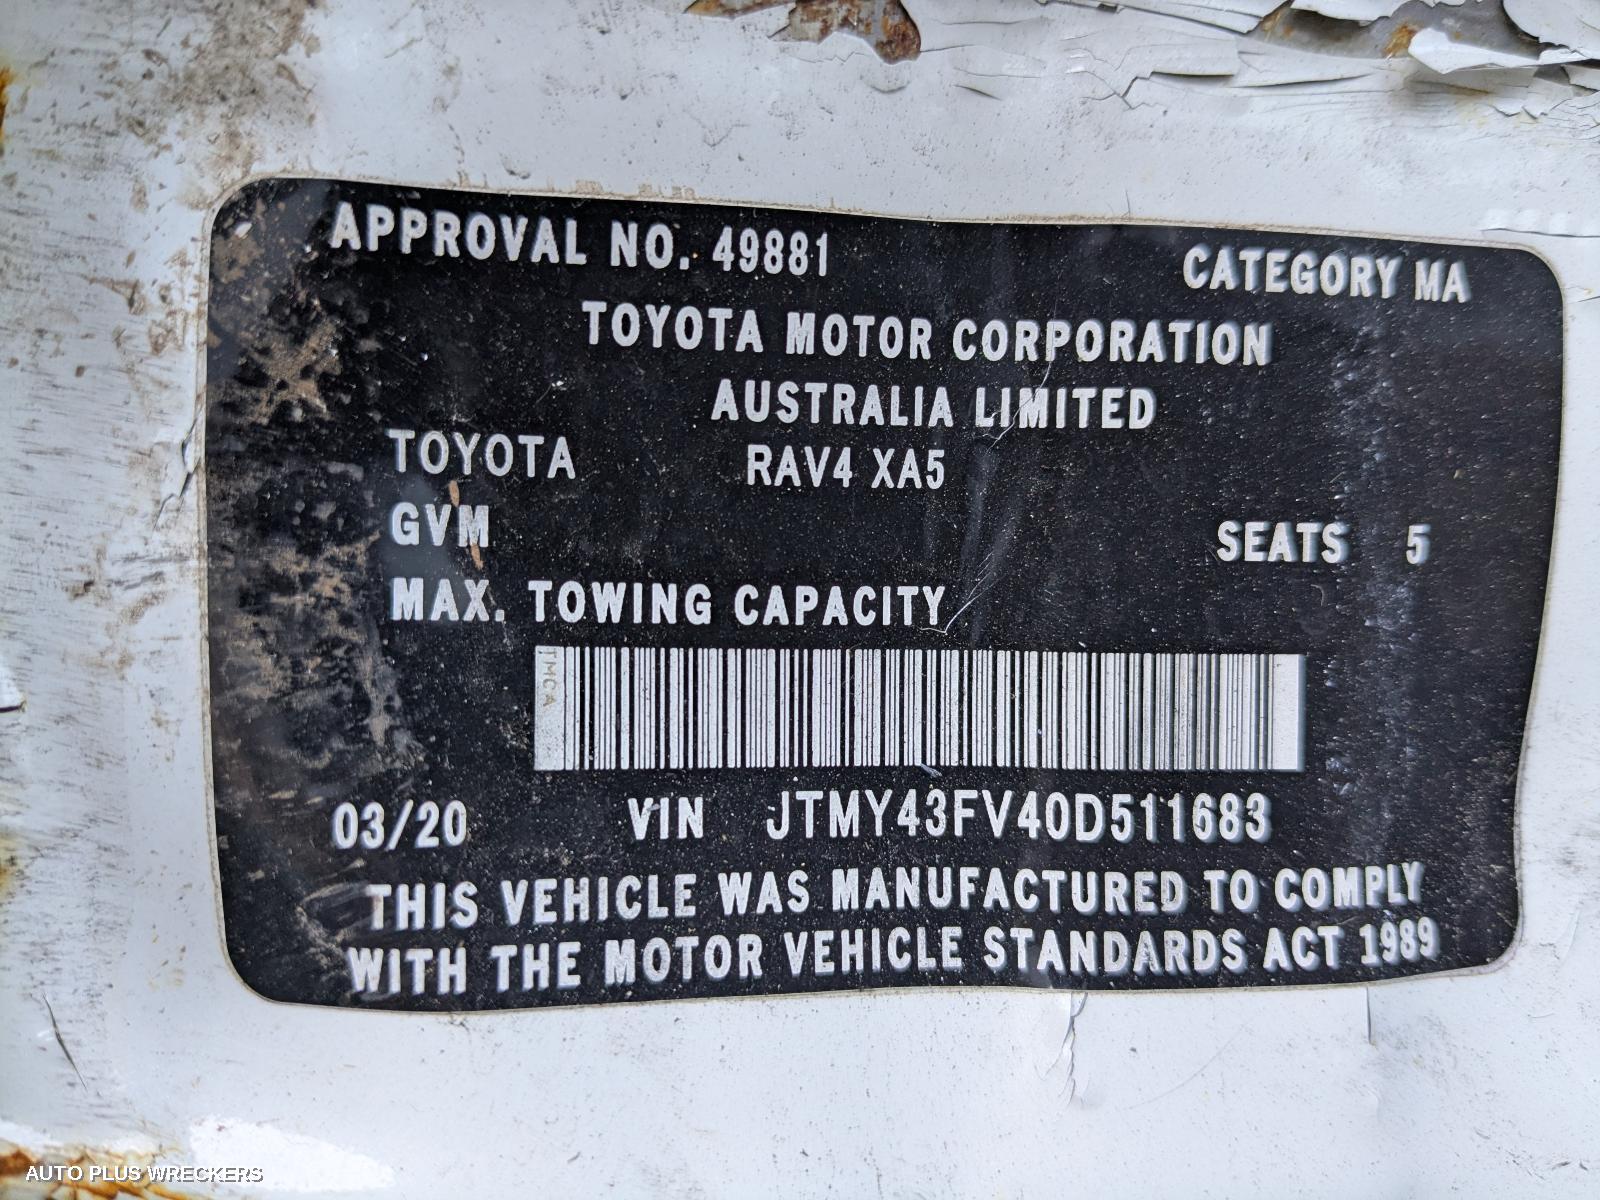 APPROVAL NO. 49881 CATEGORY MA
TOYOTA MOTOR CORPORATION
AUSTRALIA LIMITED
TOYOTA RAV4 XA5
GVM SEATS 5
MAX. TOWING CAPACITY
TMCA
03/20 VIN JTMY43FV40D511683
THIS VEHICLE WAS MANUFACTURED TO COMPLY
WITH THE MOTOR VEHICLE STANDARDS ACT 1989
AUTO PLUS WRECKERS